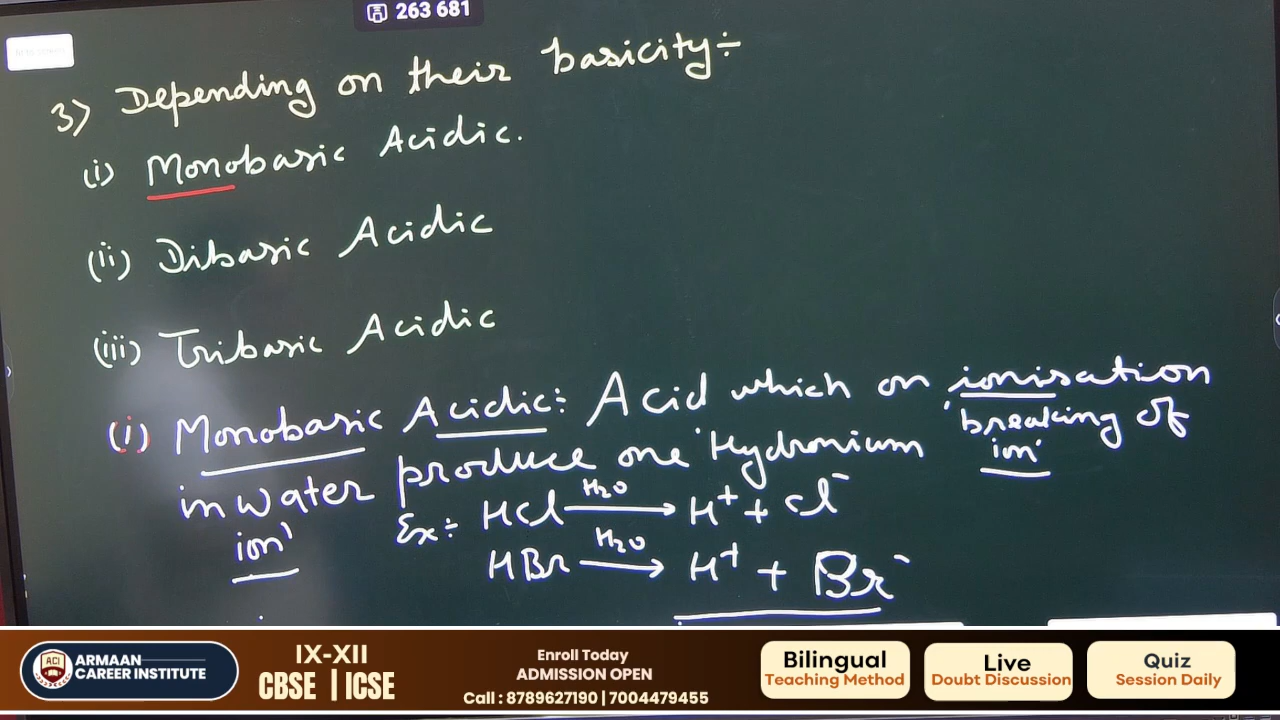 263 681
3) Depending on their basicity÷
(i) Monobasic Acidic.
(ii) Dibasic Acidic
(iii) Tribasic Acidic
(i) Monobasic Acidic: Acid which on ionisation
'breaking of ion'
in water produce one 'Hydronium ion'
Ex÷ HCl —H₂O→ H⁺ + Cl⁻
HBr —H₂O→ H⁺ + Br⁻
ACI
ARMAAN
CAREER INSTITUTE
IX-XII
CBSE | ICSE
Enroll Today
ADMISSION OPEN
Call : 8789627190 | 7004479455
Bilingual
Teaching Method
Live
Doubt Discussion
Quiz
Session Daily